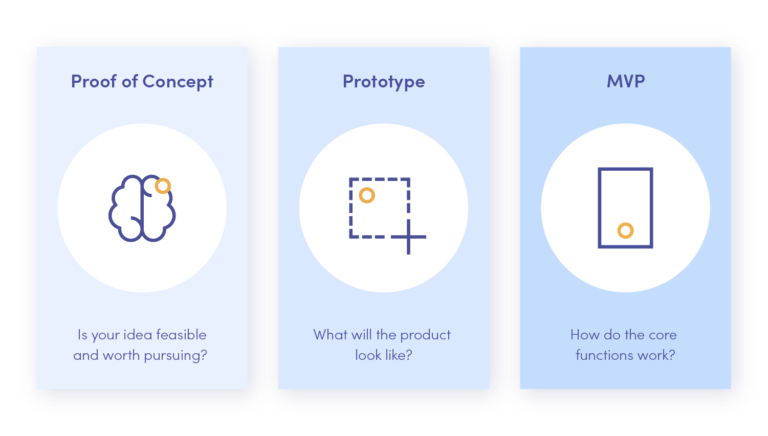 Proof of Concept
Is your idea feasible
and worth pursuing?
Prototype
What will the product
look like?
MVP
How do the core
functions work?